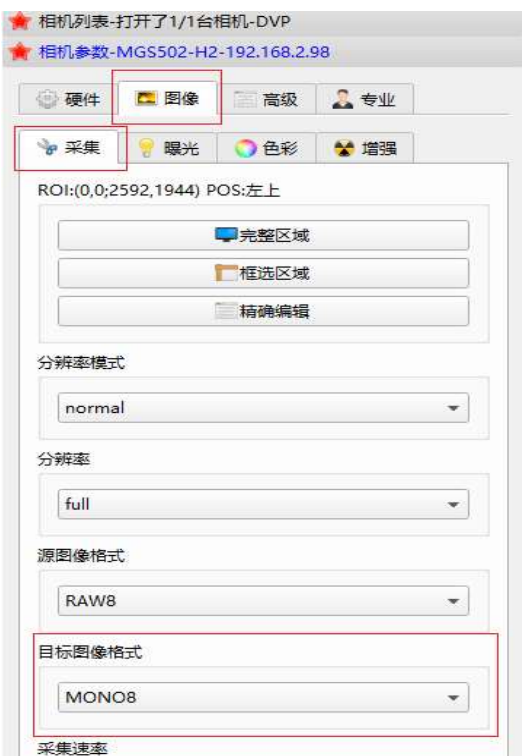 相机列表-打开了1/1台相机-DVP
相机参数-MGS502-H2-192.168.2.98
硬件 图像 高级 专业
采集 曝光 色彩 增强
ROI:(0,0;2592,1944) POS:左上
完整区域
框选区域
精确编辑
分辨率模式
normal
分辨率
full
源图像格式
RAW8
目标图像格式
MONO8
采集速率